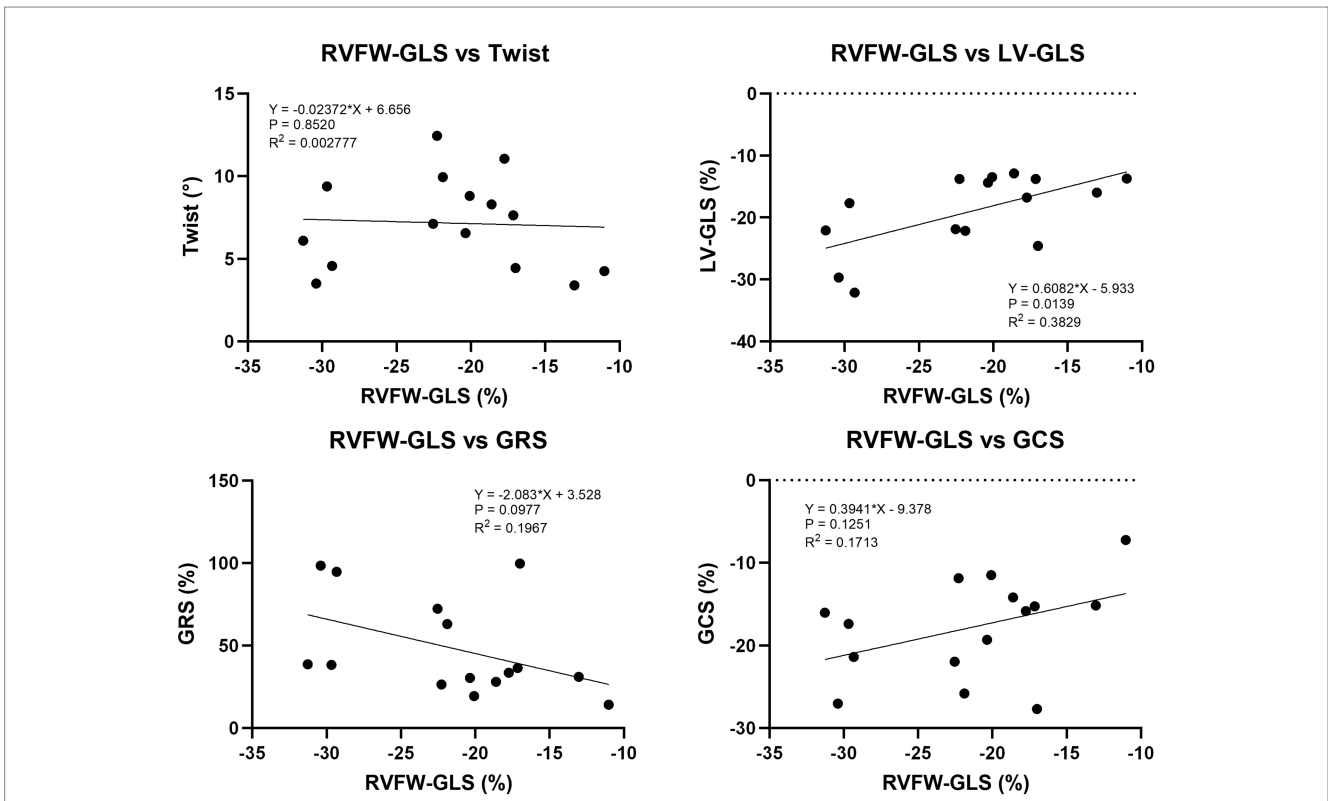 RVFW-GLS vs Twist
Y = -0.02372*X + 6.656
P = 0.8520
R² = 0.002777
15
10
5
0
Twist (°)
-35 -30 -25 -20 -15 -10
RVFW-GLS (%)
RVFW-GLS vs LV-GLS
0
-10
-20
-30
-40
LV-GLS (%)
Y = 0.6082*X - 5.933
P = 0.0139
R² = 0.3829
-35 -30 -25 -20 -15 -10
RVFW-GLS (%)
RVFW-GLS vs GRS
150
100
50
0
GRS (%)
Y = -2.083*X + 3.528
P = 0.0977
R² = 0.1967
-35 -30 -25 -20 -15 -10
RVFW-GLS (%)
RVFW-GLS vs GCS
0
-10
-20
-30
GCS (%)
Y = 0.3941*X - 9.378
P = 0.1251
R² = 0.1713
-35 -30 -25 -20 -15 -10
RVFW-GLS (%)